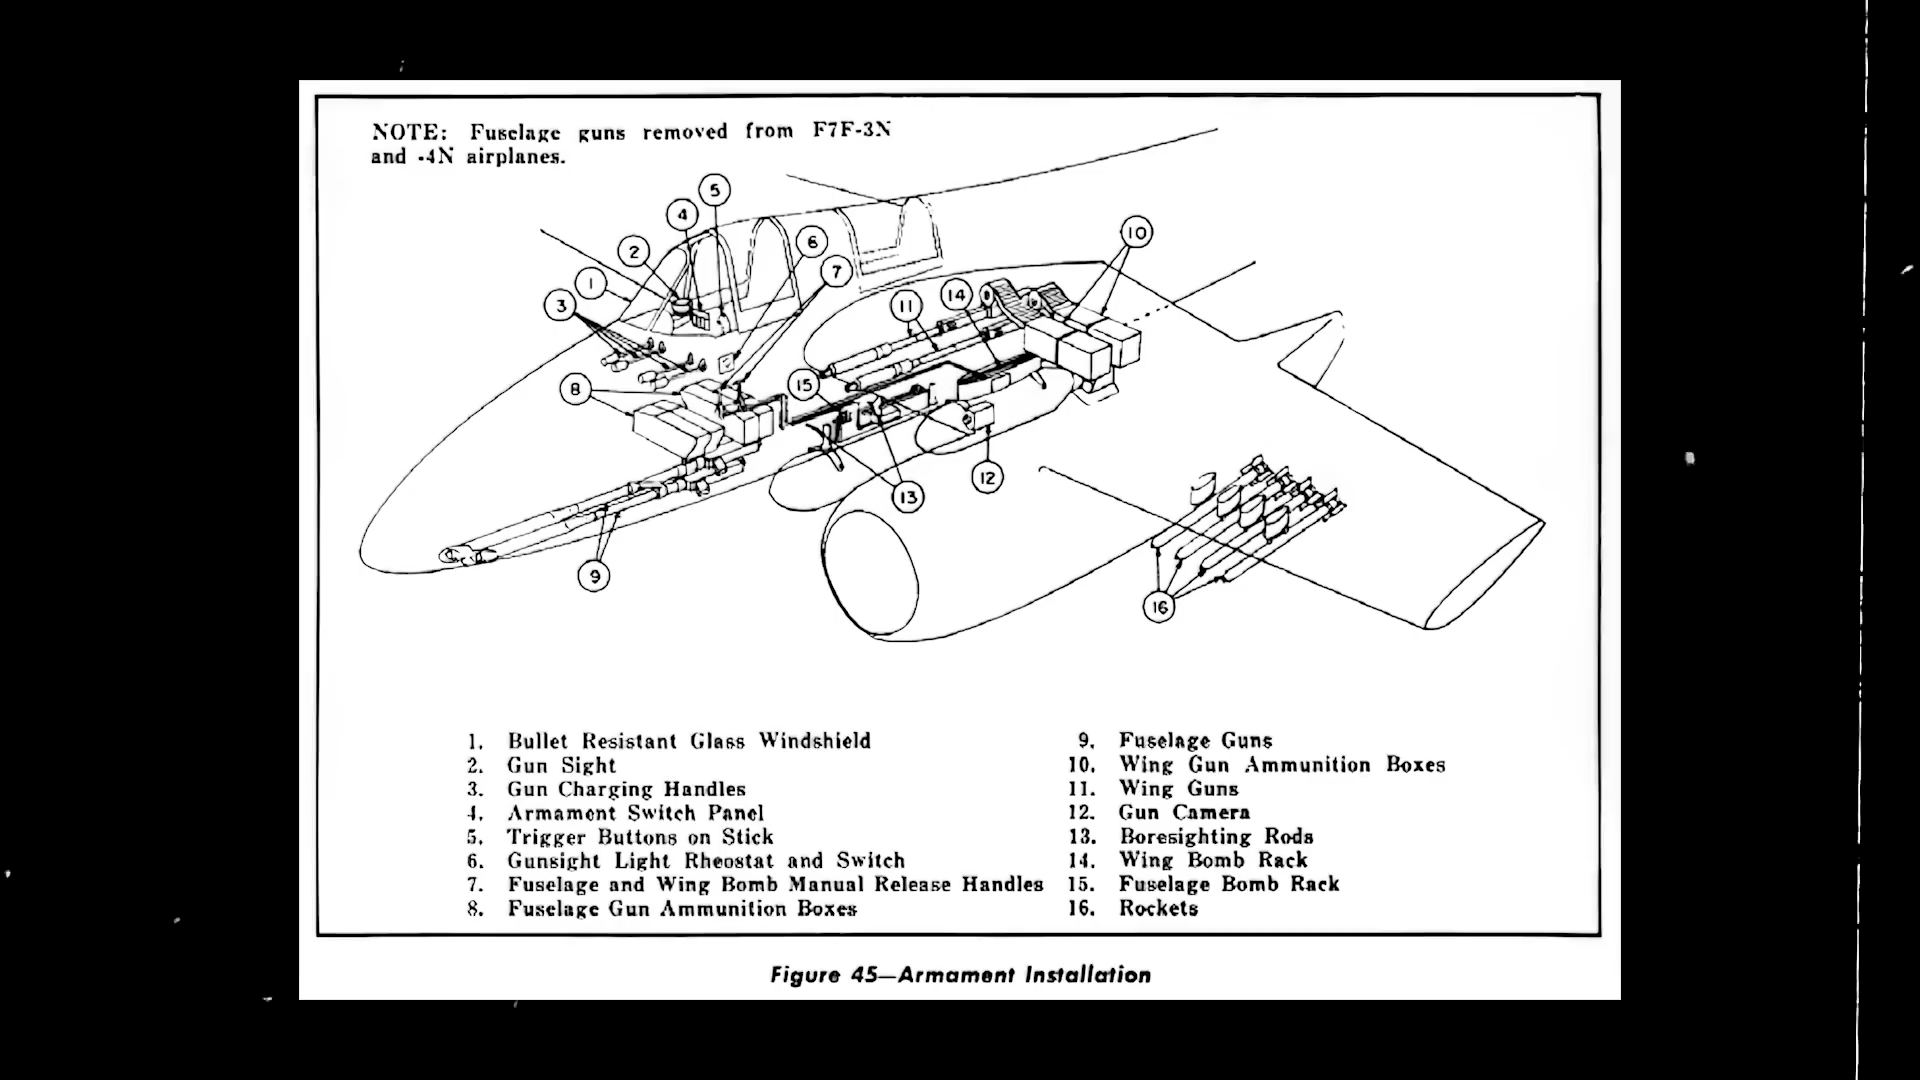 NOTE: Fuselage guns removed from F7F-3N
and -4N airplanes.
5
4
6
2
10
7
1
14
3
11
15
8
12
13
9
16
1. Bullet Resistant Glass Windshield
2. Gun Sight
3. Gun Charging Handles
4. Armament Switch Panel
5. Trigger Buttons on Stick
6. Gunsight Light Rheostat and Switch
7. Fuselage and Wing Bomb Manual Release Handles
8. Fuselage Gun Ammunition Boxes
9. Fuselage Guns
10. Wing Gun Ammunition Boxes
11. Wing Guns
12. Gun Camera
13. Boresighting Rods
14. Wing Bomb Rack
15. Fuselage Bomb Rack
16. Rockets
Figure 45—Armament Installation